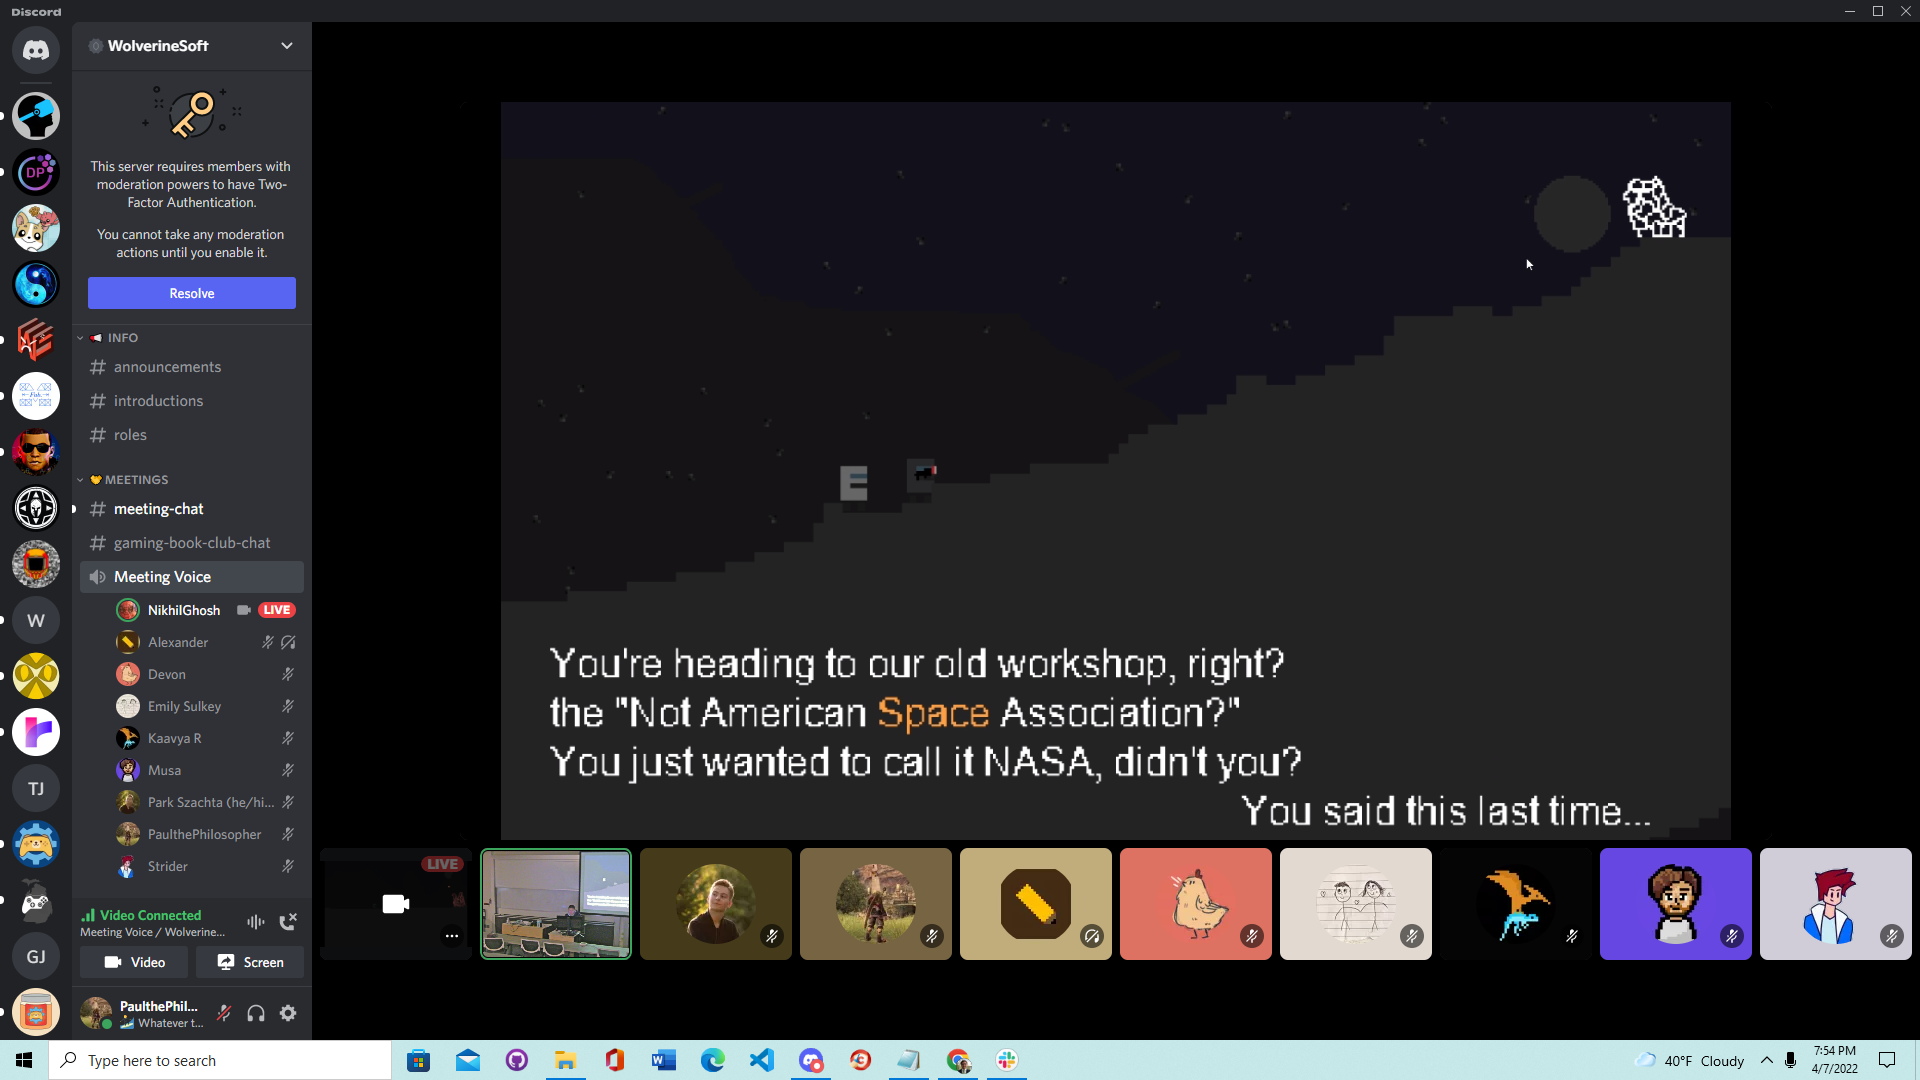 Discord
WolverineSoft
This server requires members with
moderation powers to have Two-
Factor Authentication.
You cannot take any moderation
actions until you enable it.
Resolve
INFO
announcements
introductions
roles
MEETINGS
meeting-chat
gaming-book-club-chat
Meeting Voice
NikhilGhosh
LIVE
Alexander
Devon
Emily Sulkey
Kaavya R
Musa
Park Szachta (he/hi...
PaulthePhilosopher
Strider
Video Connected
Meeting Voice / Wolverine...
Video
Screen
PaulthePhil...
Whatever t...
DP
W
TJ
GJ
You're heading to our old workshop, right?
the "Not American Space Association?"
You just wanted to call it NASA, didn't you?
You said this last time...
LIVE
E
Type here to search
40°F Cloudy
7:54 PM
4/7/2022